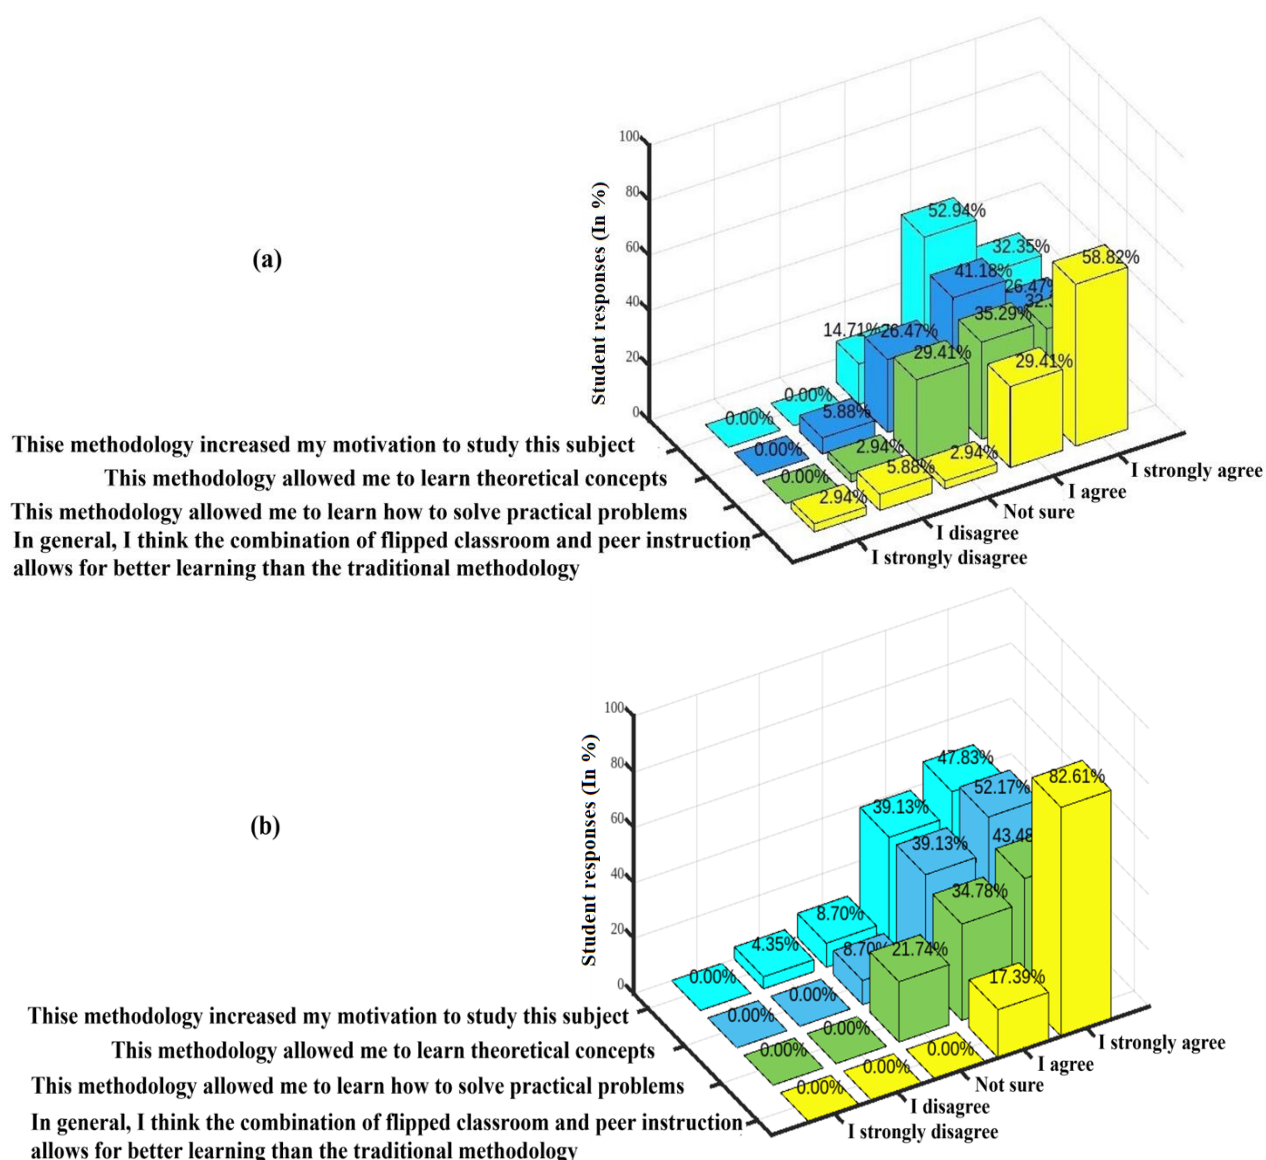 100
80
60
40
20
0
Student responses (In %)
(a)
52.94%
32.35%
58.82%
41.18%
26.47%
35.29%
14.71%
26.47%
29.41%
29.41%
0.00%
0.00%
5.88%
0.00%
2.94%
2.94%
0.00%
5.88%
2.94%
Thise methodology increased my motivation to study this subject
This methodology allowed me to learn theoretical concepts
This methodology allowed me to learn how to solve practical problems
In general, I think the combination of flipped classroom and peer instruction
allows for better learning than the traditional methodology
I strongly agree
I agree
Not sure
I disagree
I strongly disagree
100
80
60
40
20
0
Student responses (In %)
(b)
47.83%
82.61%
52.17%
39.13%
43.48
39.13%
34.78%
8.70%
4.35%
8.70%
21.74%
0.00%
0.00%
17.39%
0.00%
0.00%
0.00%
0.00%
0.00%
0.00%
Thise methodology increased my motivation to study this subject
This methodology allowed me to learn theoretical concepts
This methodology allowed me to learn how to solve practical problems
In general, I think the combination of flipped classroom and peer instruction
allows for better learning than the traditional methodology
I strongly agree
I agree
Not sure
I disagree
I strongly disagree